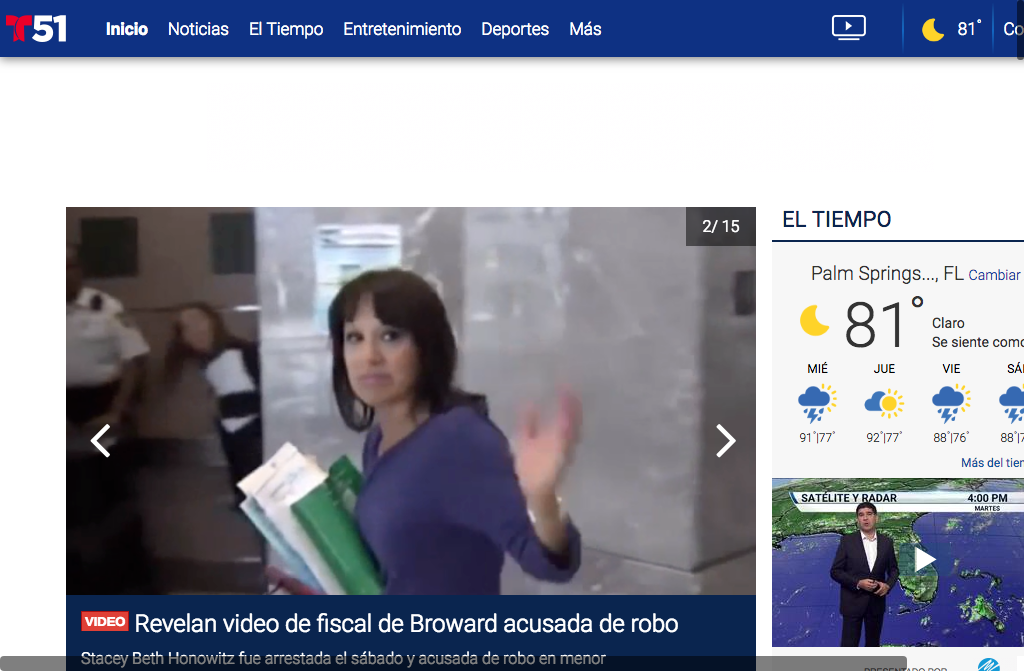 T51
Inicio Noticias El Tiempo Entretenimiento Deportes Más
81° Co
2/ 15
EL TIEMPO
Palm Springs..., FL Cambiar
81°
Claro
Se siente como
MIÉ JUE VIE SÁ
91°|77° 92°|77° 88°|76° 88°|7
Más del tie
SATÉLITE Y RADAR 4:00 PM
MARTES
VIDEO Revelan video de fiscal de Broward acusada de robo
Stacey Beth Honowitz fue arrestada el sábado y acusada de robo en menor
PRESENTADO POR